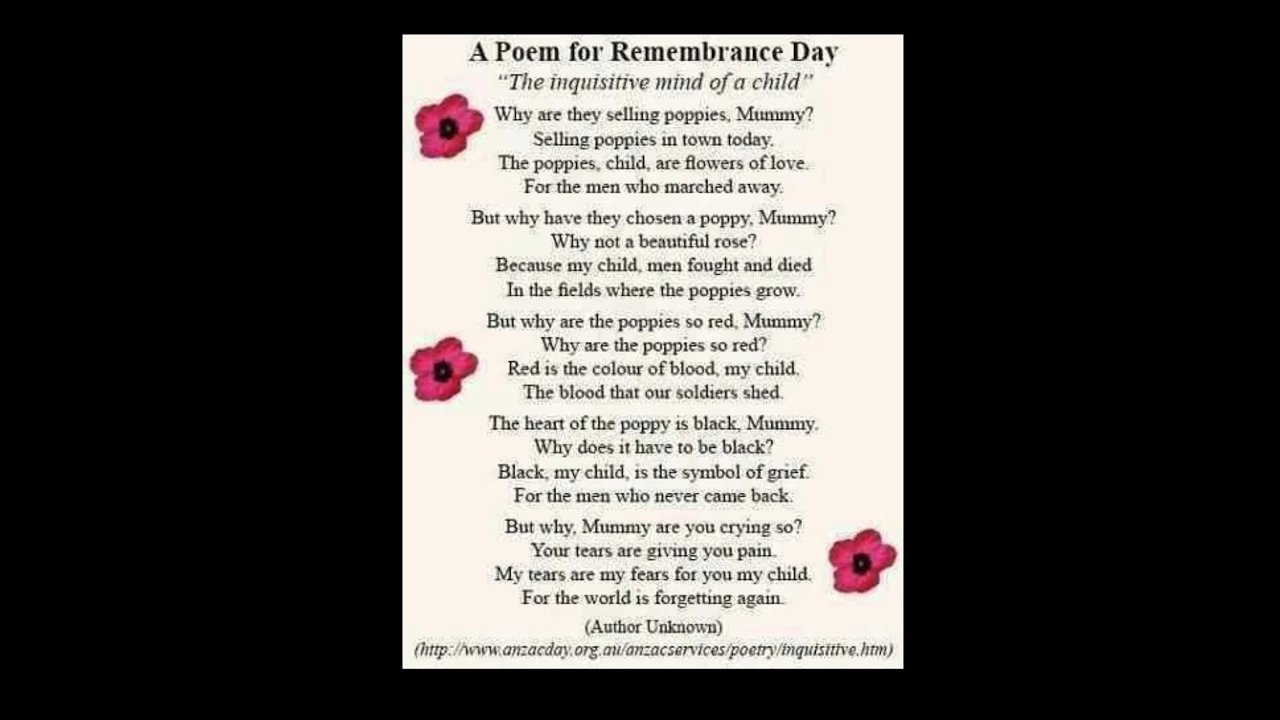 A Poem for Remembrance Day
“The inquisitive mind of a child”
Why are they selling poppies, Mummy?
Selling poppies in town today.
The poppies, child, are flowers of love.
For the men who marched away.
But why have they chosen a poppy, Mummy?
Why not a beautiful rose?
Because my child, men fought and died
In the fields where the poppies grow.
But why are the poppies so red, Mummy?
Why are the poppies so red?
Red is the colour of blood, my child.
The blood that our soldiers shed.
The heart of the poppy is black, Mummy.
Why does it have to be black?
Black, my child, is the symbol of grief.
For the men who never came back.
But why, Mummy are you crying so?
Your tears are giving you pain.
My tears are my fears for you my child.
For the world is forgetting again.
(Author Unknown)
(http://www.anzacday.org.au/anzacservices/poetry/inquisitive.htm)